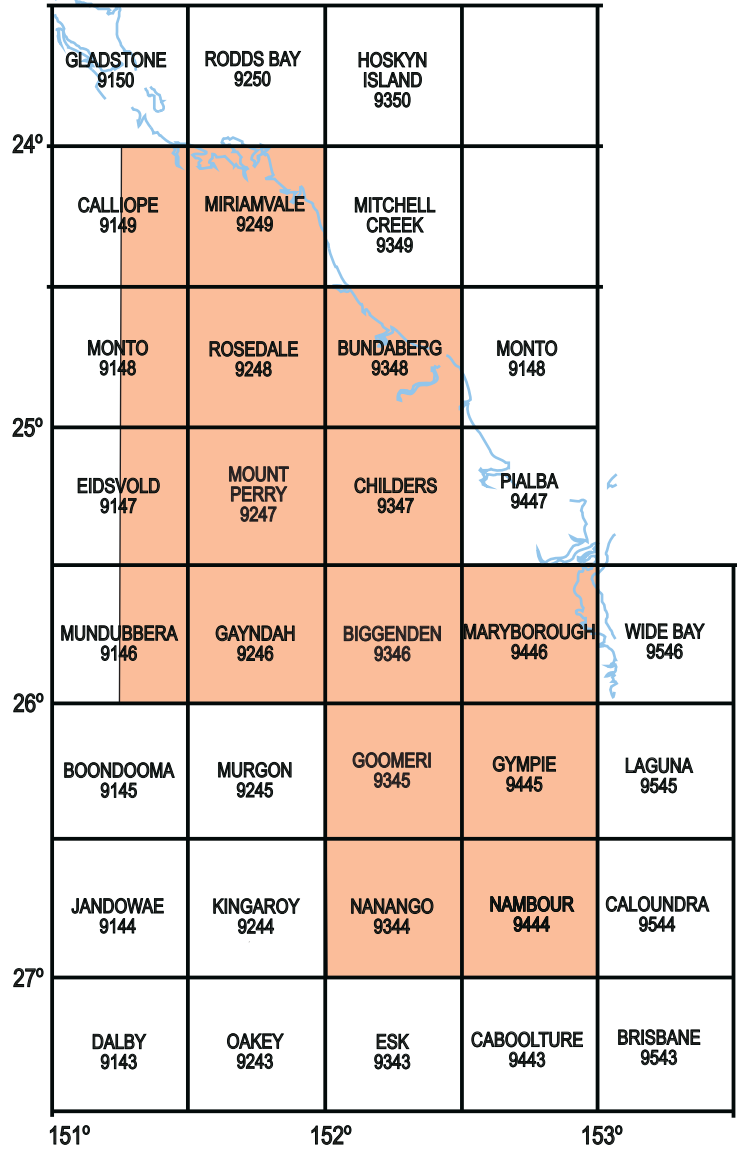 GLADSTONE
9150
RODDS BAY
9250
HOSKYN
ISLAND
9350
24º
CALLIOPE
9149
MIRIAMVALE
9249
MITCHELL
CREEK
9349
MONTO
9148
ROSEDALE
9248
BUNDABERG
9348
MONTO
9148
25º
EIDSVOLD
9147
MOUNT
PERRY
9247
CHILDERS
9347
PIALBA
9447
MUNDUBBERA
9146
GAYNDAH
9246
BIGGENDEN
9346
MARYBOROUGH
9446
WIDE BAY
9546
26º
BOONDOOMA
9145
MURGON
9245
GOOMERI
9345
GYMPIE
9445
LAGUNA
9545
JANDOWAE
9144
KINGAROY
9244
NANANGO
9344
NAMBOUR
9444
CALOUNDRA
9544
27º
DALBY
9143
OAKEY
9243
ESK
9343
CABOOLTURE
9443
BRISBANE
9543
151º
152º
153º